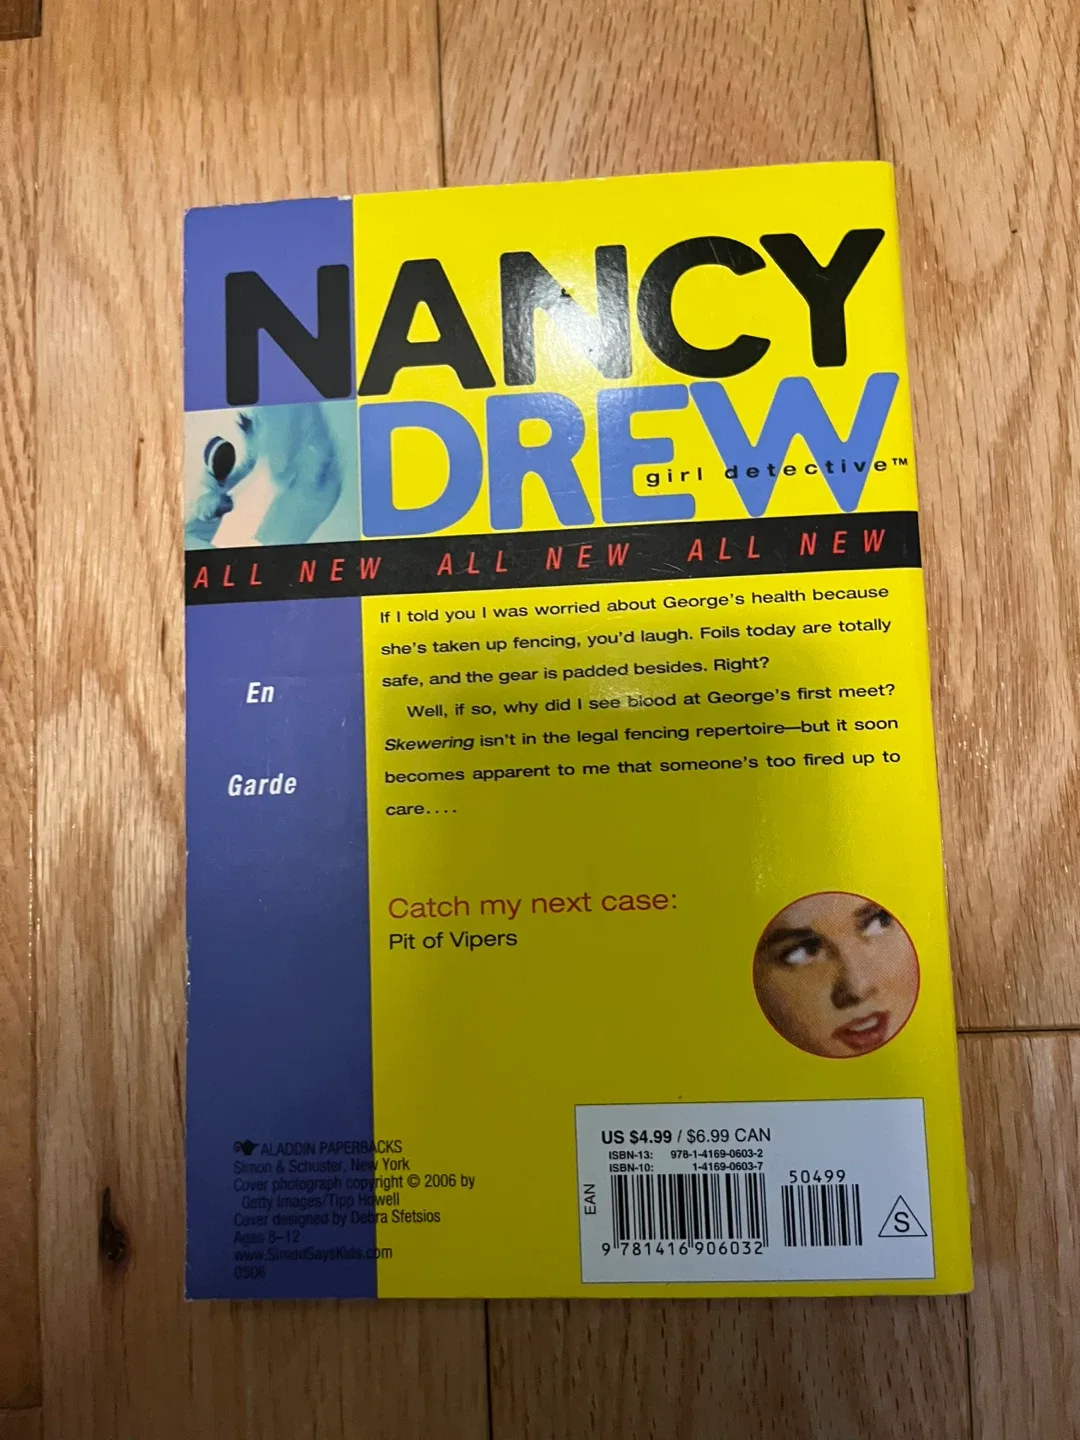 NANCY
DREW
girl detective™
ALL NEW ALL NEW ALL NEW
En
Garde
If I told you I was worried about George's health because
she's taken up fencing, you'd laugh. Foils today are totally
safe, and the gear is padded besides. Right?
Well, if so, why did I see blood at George's first meet?
Skewering isn't in the legal fencing repertoire—but it soon
becomes apparent to me that someone's too fired up to
care....
Catch my next case:
Pit of Vipers
ALADDIN PAPERBACKS
Simon & Schuster, New York
Cover photograph copyright © 2006 by
Getty Images/Tipp Howell
Cover designed by Debra Sfetsios
Ages 8–12
www.SimonSaysKids.com
0506
US $4.99 / $6.99 CAN
ISBN-13: 978-1-4169-0603-2
ISBN-10: 1-4169-0603-7
50499
EAN
9 781416 906032
S